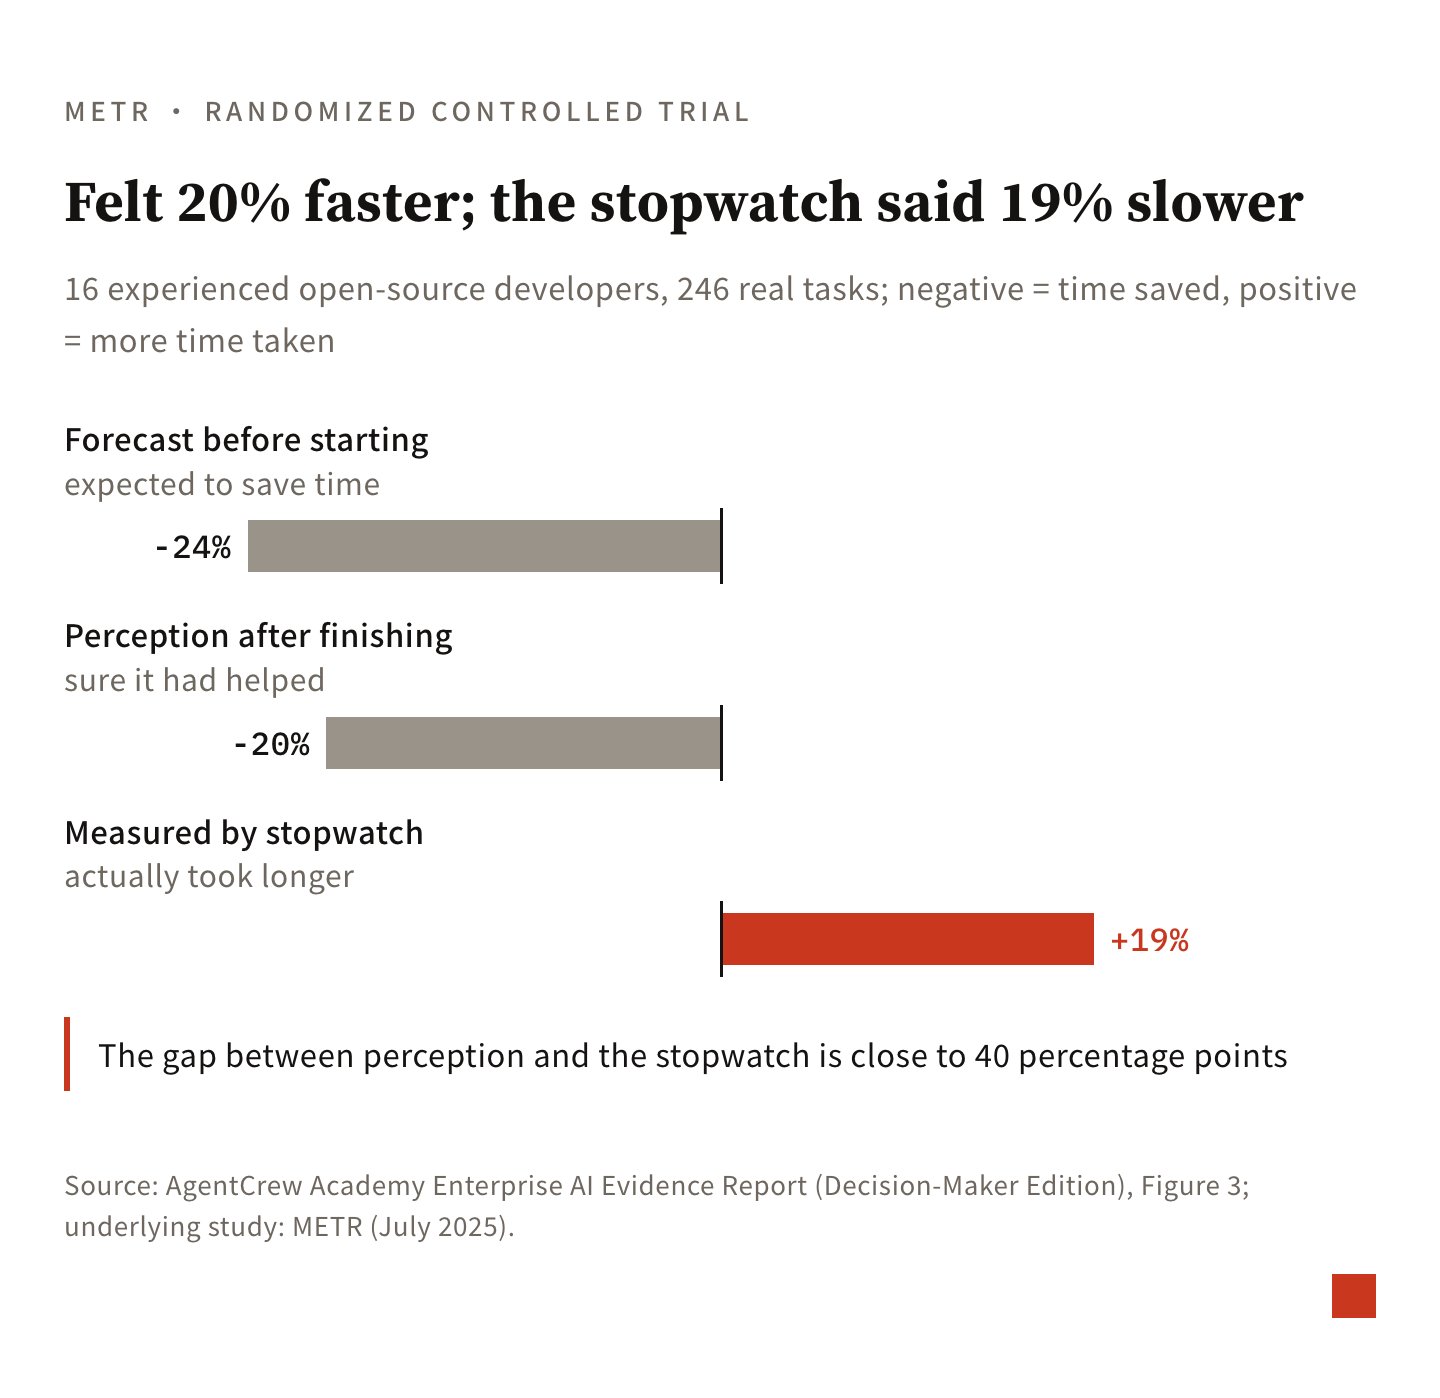 METR • RANDOMIZED CONTROLLED TRIAL
Felt 20% faster; the stopwatch said 19% slower
16 experienced open-source developers, 246 real tasks; negative = time saved, positive
= more time taken
Forecast before starting
expected to save time
-24%
Perception after finishing
sure it had helped
-20%
Measured by stopwatch
actually took longer
+19%
The gap between perception and the stopwatch is close to 40 percentage points
Source: AgentCrew Academy Enterprise AI Evidence Report (Decision-Maker Edition), Figure 3;
underlying study: METR (July 2025).